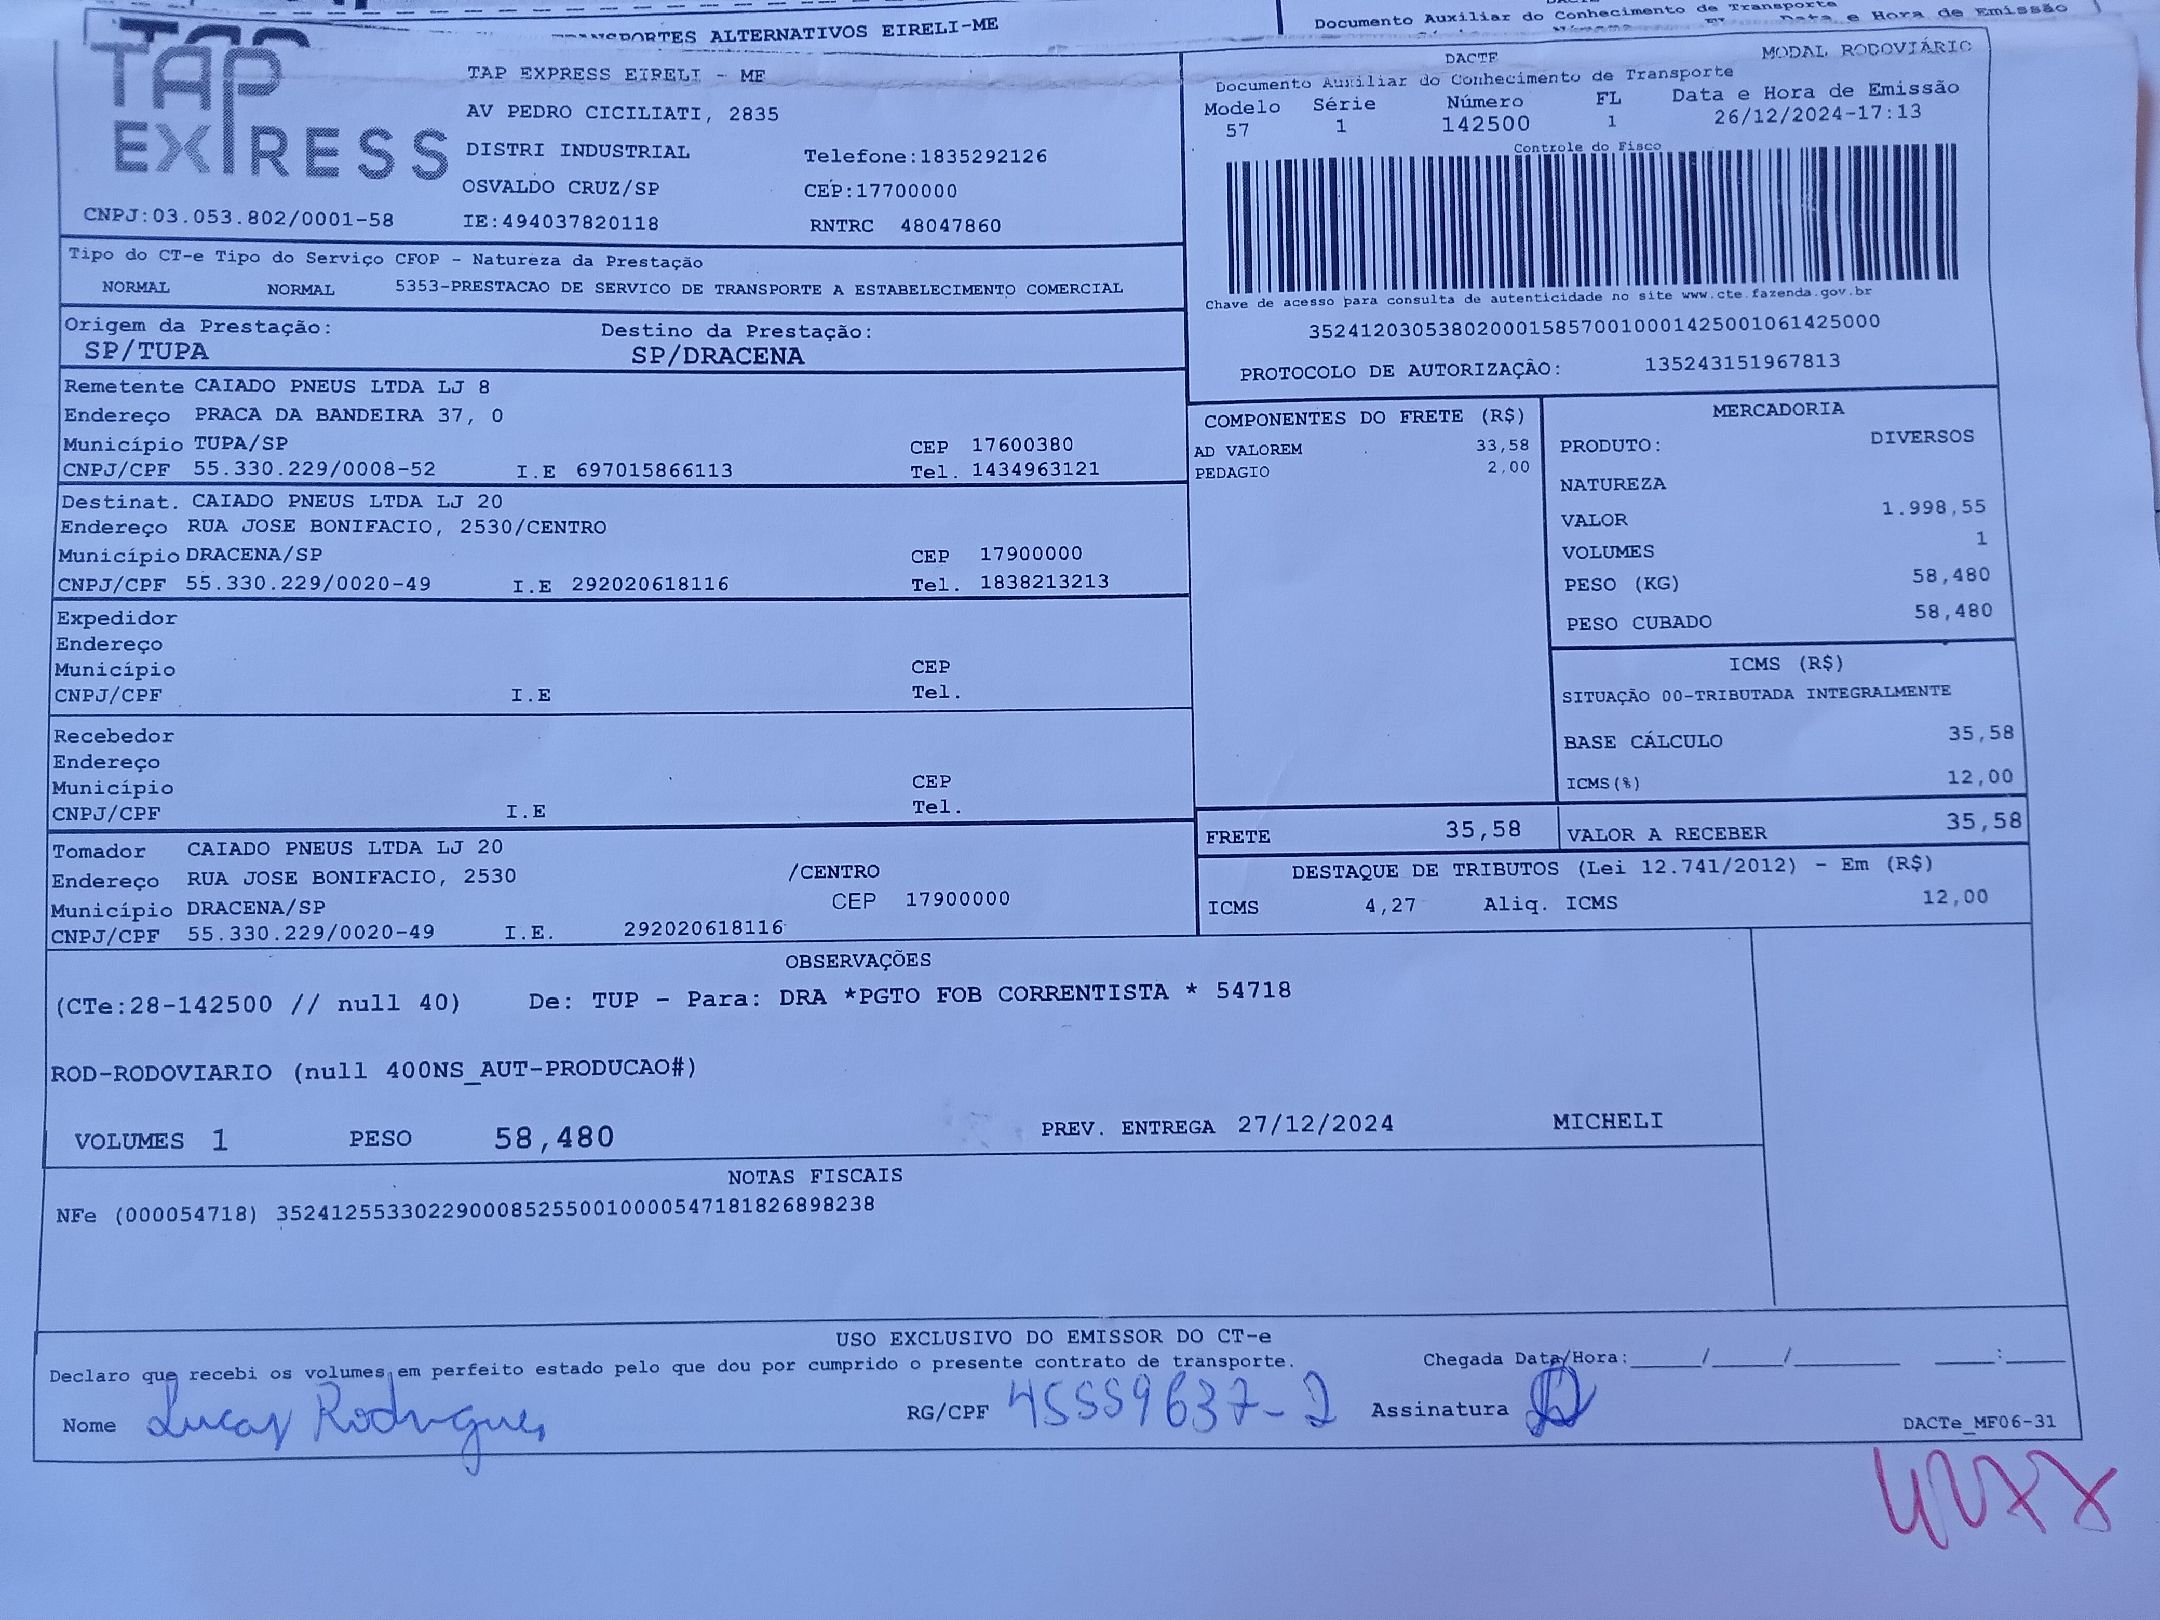 TRANSPORTES ALTERNATIVOS EIRELI-ME
Documento Auxiliar do Conhecimento de Transporte
Data e Hora de Emissão
TAP EXPRESS
TAP EXPRESS EIRELI - ME
AV PEDRO CICILIATI, 2835
DISTRI INDUSTRIAL Telefone:1835292126
OSVALDO CRUZ/SP CEP:17700000
CNPJ:03.053.802/0001-58 IE:494037820118 RNTRC 48047860
DACTE MODAL RODOVIÁRIO
Documento Auxiliar do Conhecimento de Transporte
Modelo Série Número FL Data e Hora de Emissão
57 1 142500 1 26/12/2024-17:13
Controle do Fisco
Chave de acesso para consulta de autenticidade no site www.cte.fazenda.gov.br
35241203053802000158570010001425001061425000
PROTOCOLO DE AUTORIZAÇÃO: 135243151967813
Tipo do CT-e Tipo do Serviço CFOP - Natureza da Prestação
NORMAL NORMAL 5353-PRESTACAO DE SERVICO DE TRANSPORTE A ESTABELECIMENTO COMERCIAL
Origem da Prestação: Destino da Prestação:
SP/TUPA SP/DRACENA
Remetente CAIADO PNEUS LTDA LJ 8
Endereço PRACA DA BANDEIRA 37, 0
Município TUPA/SP CEP 17600380
CNPJ/CPF 55.330.229/0008-52 I.E 697015866113 Tel. 1434963121
Destinat. CAIADO PNEUS LTDA LJ 20
Endereço RUA JOSE BONIFACIO, 2530/CENTRO
Município DRACENA/SP CEP 17900000
CNPJ/CPF 55.330.229/0020-49 I.E 292020618116 Tel. 1838213213
Expedidor
Endereço
Município CEP
CNPJ/CPF I.E Tel.
Recebedor
Endereço
Município CEP
CNPJ/CPF I.E Tel.
Tomador CAIADO PNEUS LTDA LJ 20
Endereço RUA JOSE BONIFACIO, 2530 /CENTRO
Município DRACENA/SP CEP 17900000
CNPJ/CPF 55.330.229/0020-49 I.E. 292020618116
COMPONENTES DO FRETE (R$)
AD VALOREM 33,58
PEDAGIO 2,00
MERCADORIA
PRODUTO: DIVERSOS
NATUREZA
VALOR 1.998,55
VOLUMES 1
PESO (KG) 58,480
PESO CUBADO 58,480
ICMS (R$)
SITUAÇÃO 00-TRIBUTADA INTEGRALMENTE
BASE CÁLCULO 35,58
ICMS(%) 12,00
FRETE 35,58 VALOR A RECEBER 35,58
DESTAQUE DE TRIBUTOS (Lei 12.741/2012) - Em (R$)
ICMS 4,27 Aliq. ICMS 12,00
OBSERVAÇÕES
(CTe:28-142500 // null 40) De: TUP - Para: DRA *PGTO FOB CORRENTISTA * 54718
ROD-RODOVIARIO (null 400NS_AUT-PRODUCAO#)
VOLUMES 1 PESO 58,480 PREV. ENTREGA 27/12/2024 MICHELI
NOTAS FISCAIS
NFe (000054718) 35241255330229000852550010000547181826898238
USO EXCLUSIVO DO EMISSOR DO CT-e
Declaro que recebi os volumes em perfeito estado pelo que dou por cumprido o presente contrato de transporte. Chegada Data/Hora:_____/_____/________ ____:____
Nome Lucas Rodrigues RG/CPF 45559637-2 Assinatura
DACTe_MF06-31